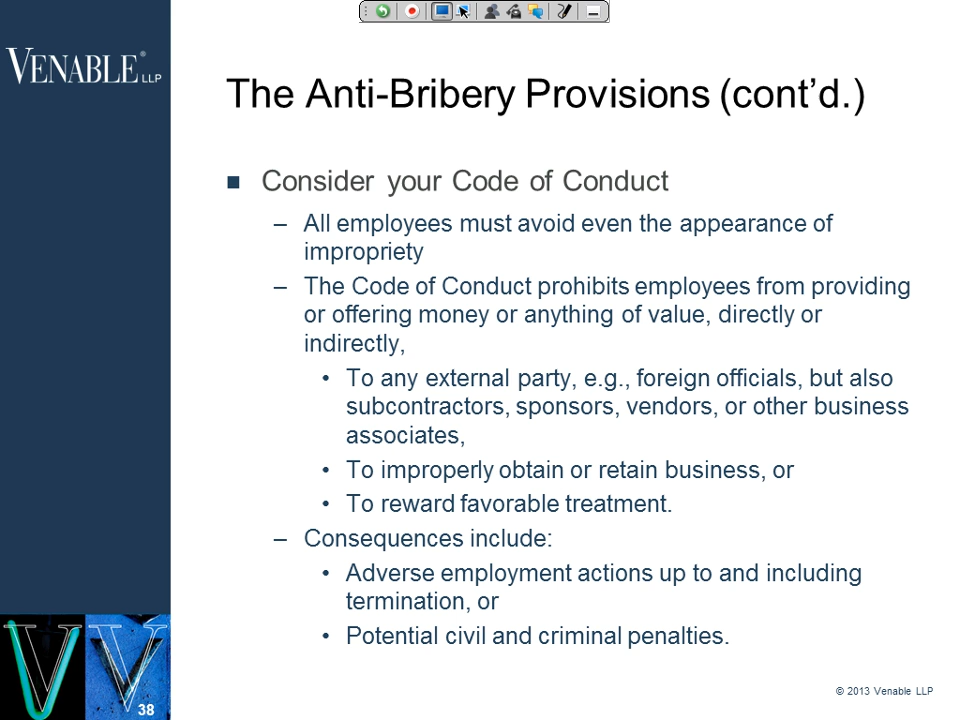 VENABLE® LLP
The Anti-Bribery Provisions (cont’d.)
■ Consider your Code of Conduct
– All employees must avoid even the appearance of
impropriety
– The Code of Conduct prohibits employees from providing
or offering money or anything of value, directly or
indirectly,
• To any external party, e.g., foreign officials, but also
subcontractors, sponsors, vendors, or other business
associates,
• To improperly obtain or retain business, or
• To reward favorable treatment.
– Consequences include:
• Adverse employment actions up to and including
termination, or
• Potential civil and criminal penalties.
© 2013 Venable LLP
V V
38